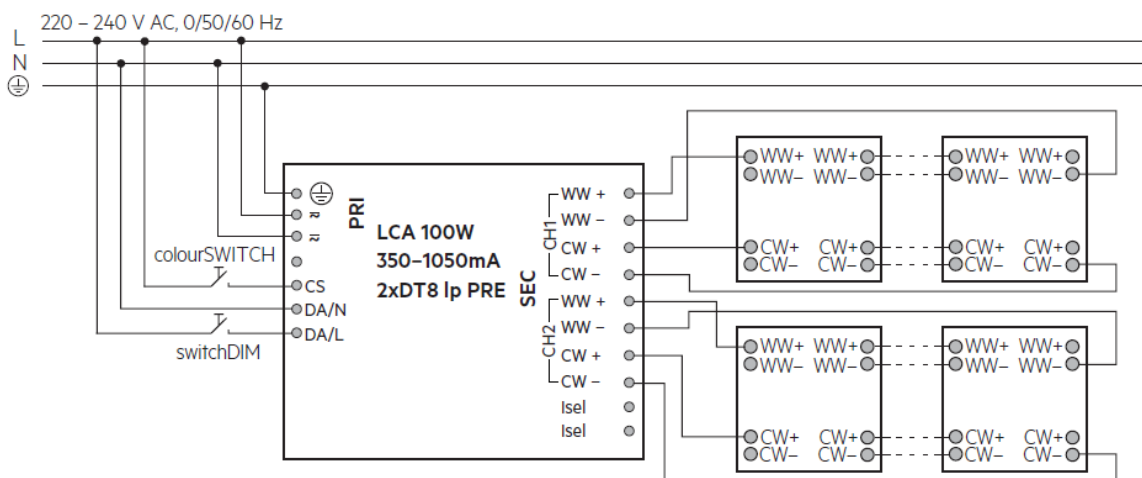 220 – 240 V AC, 0/50/60 Hz
L
N
PRI
LCA 100W
350–1050mA
2xDT8 lp PRE
SEC
colourSWITCH
CS
DA/N
DA/L
switchDIM
CH1
WW +
WW –
CW +
CW –
CH2
WW +
WW –
CW +
CW –
Isel
Isel
WW+ WW+ WW+ WW+
WW– WW– WW– WW–
CW+ CW+ CW+ CW+
CW– CW– CW– CW–
WW+ WW+ WW+ WW+
WW– WW– WW– WW–
CW+ CW+ CW+ CW+
CW– CW– CW– CW–